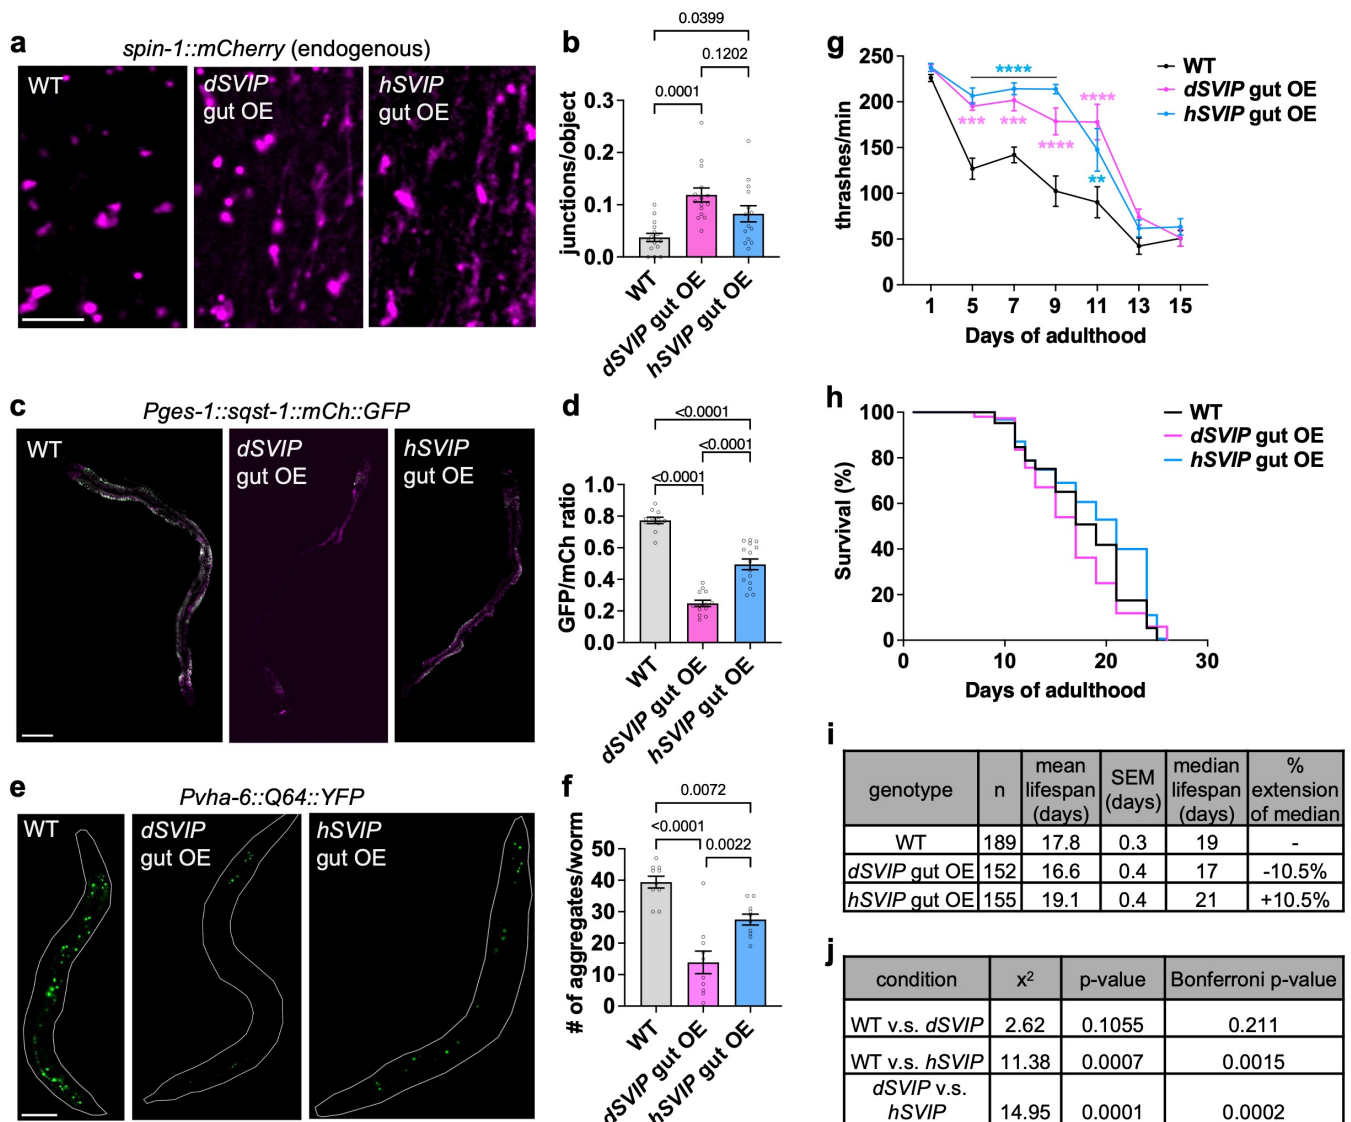 a
spin-1::mCherry (endogenous)
WT
dSVIP
gut OE
hSVIP
gut OE
b
0.0399
0.1202
0.0001
junctions/object
0.3
0.2
0.1
0.0
WT
dSVIP gut OE
hSVIP gut OE
c
Pges-1::sqst-1::mCh::GFP
WT
dSVIP
gut OE
hSVIP
gut OE
d
<0.0001
<0.0001
<0.0001
GFP/mCh ratio
1.0
0.8
0.6
0.4
0.2
0.0
WT
dSVIP gut OE
hSVIP gut OE
e
Pvha-6::Q64::YFP
WT
dSVIP
gut OE
hSVIP
gut OE
f
0.0072
<0.0001
0.0022
# of aggregates/worm
50
40
30
20
10
0
WT
dSVIP gut OE
hSVIP gut OE
g
thrashes/min
250
200
150
100
50
0
****
***
***
****
****
**
WT
dSVIP gut OE
hSVIP gut OE
1 5 7 9 11 13 15
Days of adulthood
h
Survival (%)
100
80
60
40
20
0
WT
dSVIP gut OE
hSVIP gut OE
0 10 20 30
Days of adulthood
i
genotype n mean lifespan (days) SEM (days) median lifespan (days) % extension of median
WT 189 17.8 0.3 19 -
dSVIP gut OE 152 16.6 0.4 17 -10.5%
hSVIP gut OE 155 19.1 0.4 21 +10.5%
j
condition x² p-value Bonferroni p-value
WT v.s. dSVIP 2.62 0.1055 0.211
WT v.s. hSVIP 11.38 0.0007 0.0015
dSVIP v.s. hSVIP 14.95 0.0001 0.0002